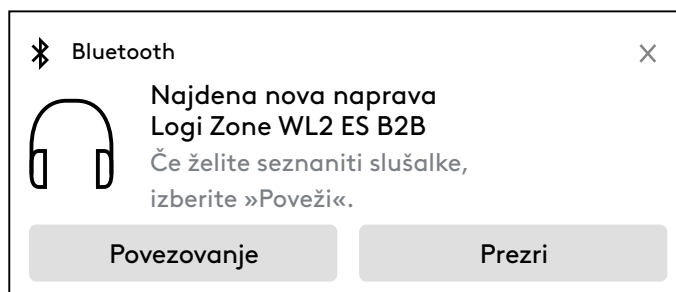 Bluetooth
Najdena nova naprava
Logi Zone WL2 ES B2B
Če želite seznaniti slušalke,
izberite »Poveži«.
Povezovanje
Prezri